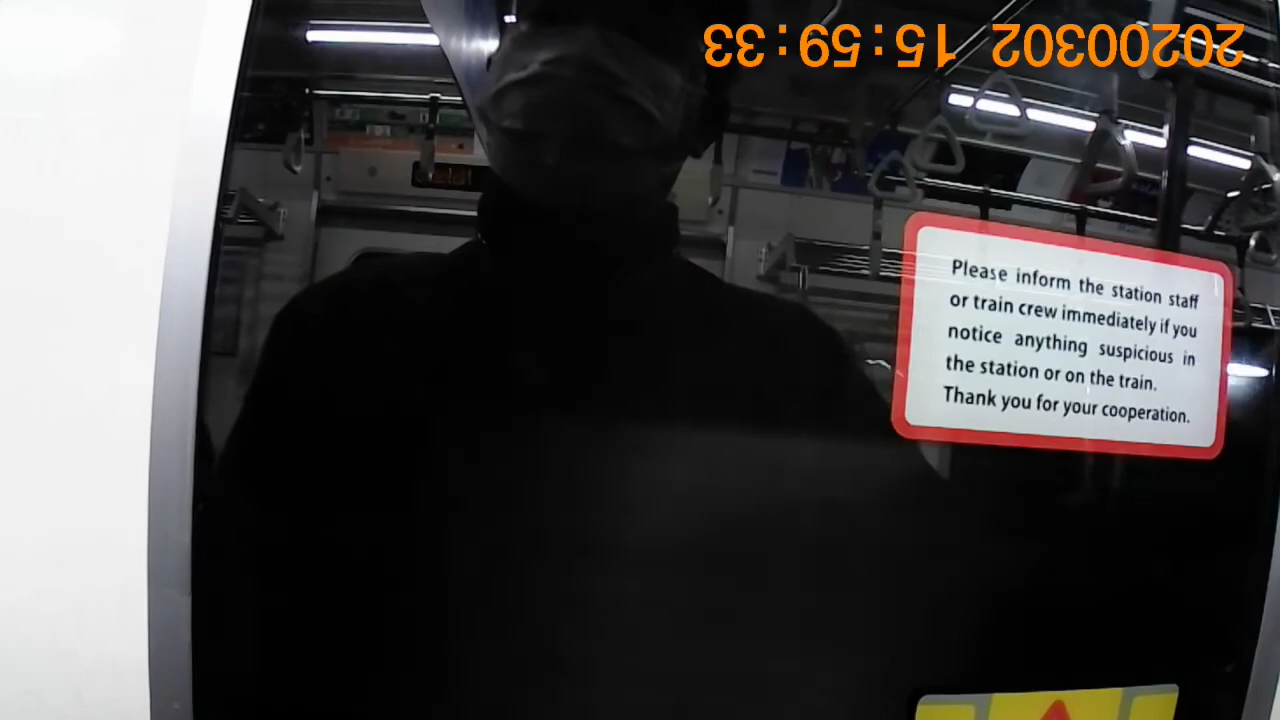 20200302 15:59:33
Please inform the station staff
or train crew immediately if you
notice anything suspicious in
the station or on the train.
Thank you for your cooperation.